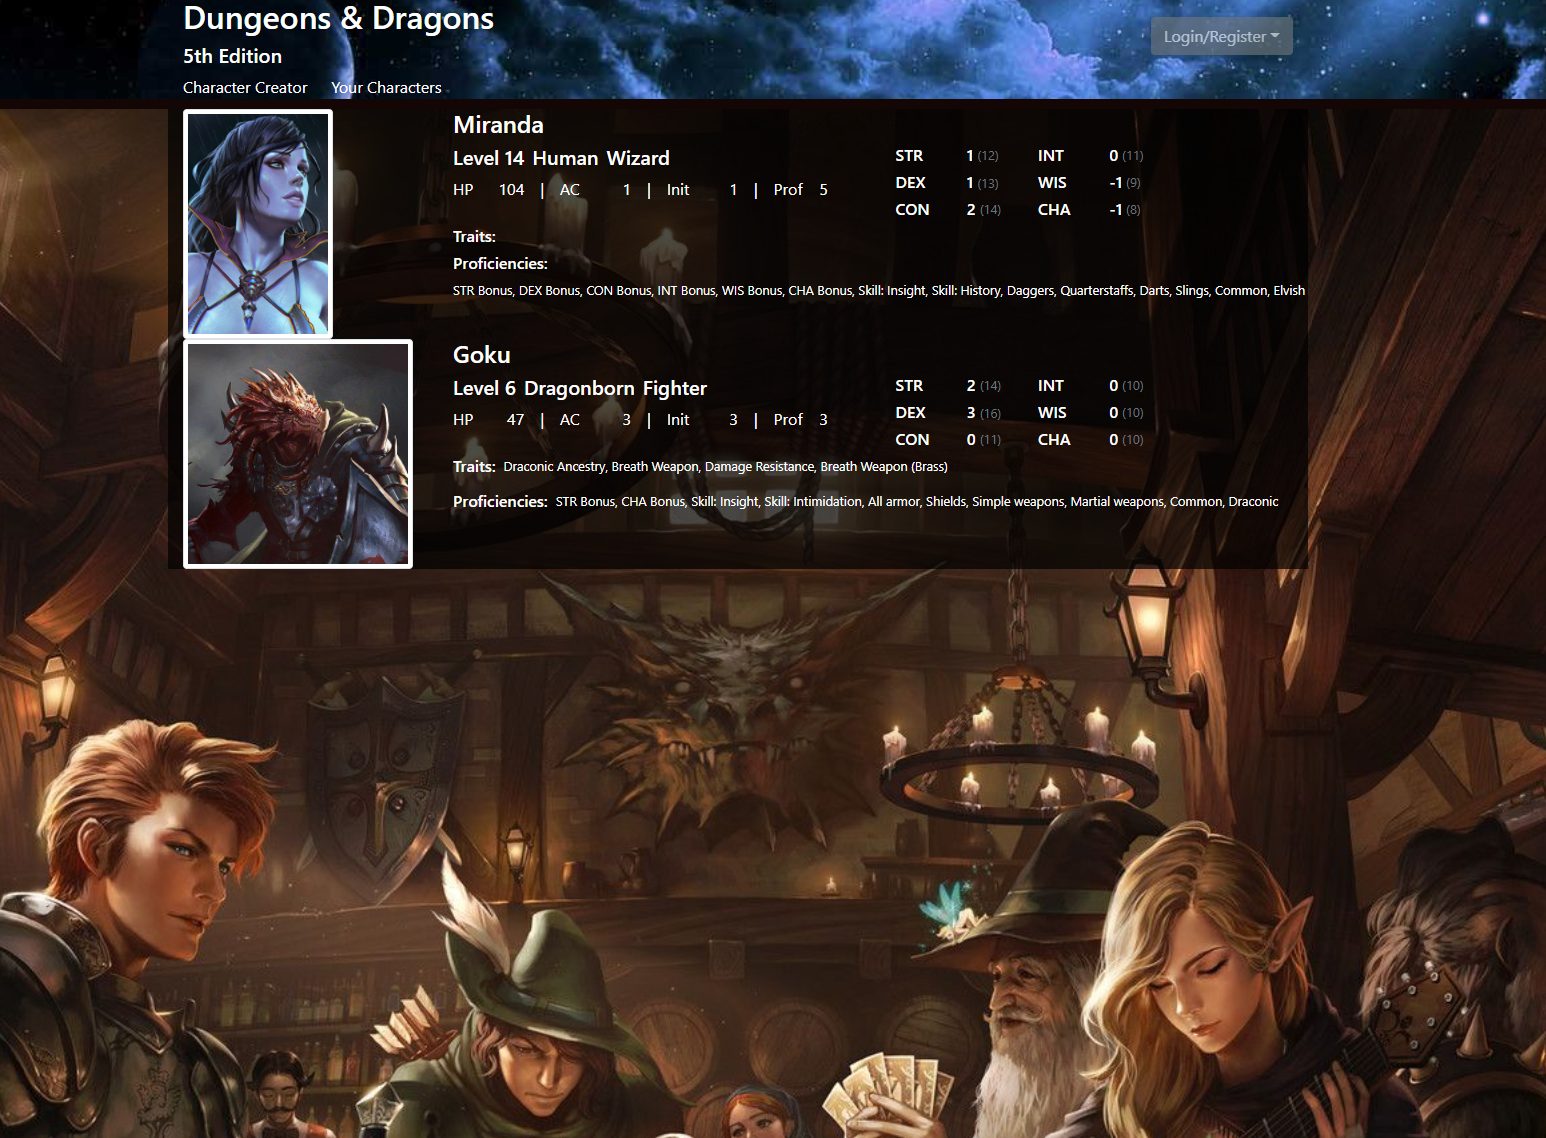 Dungeons & Dragons
5th Edition
Login/Register
Character Creator Your Characters
Miranda
Level 14 Human Wizard
HP 104 | AC 1 | Init 1 | Prof 5
STR 1 (12) INT 0 (11)
DEX 1 (13) WIS -1 (9)
CON 2 (14) CHA -1 (8)
Traits:
Proficiencies:
STR Bonus, DEX Bonus, CON Bonus, INT Bonus, WIS Bonus, CHA Bonus, Skill: Insight, Skill: History, Daggers, Quarterstaffs, Darts, Slings, Common, Elvish
Goku
Level 6 Dragonborn Fighter
HP 47 | AC 3 | Init 3 | Prof 3
STR 2 (14) INT 0 (10)
DEX 3 (16) WIS 0 (10)
CON 0 (11) CHA 0 (10)
Traits: Draconic Ancestry, Breath Weapon, Damage Resistance, Breath Weapon (Brass)
Proficiencies: STR Bonus, CHA Bonus, Skill: Insight, Skill: Intimidation, All armor, Shields, Simple weapons, Martial weapons, Common, Draconic